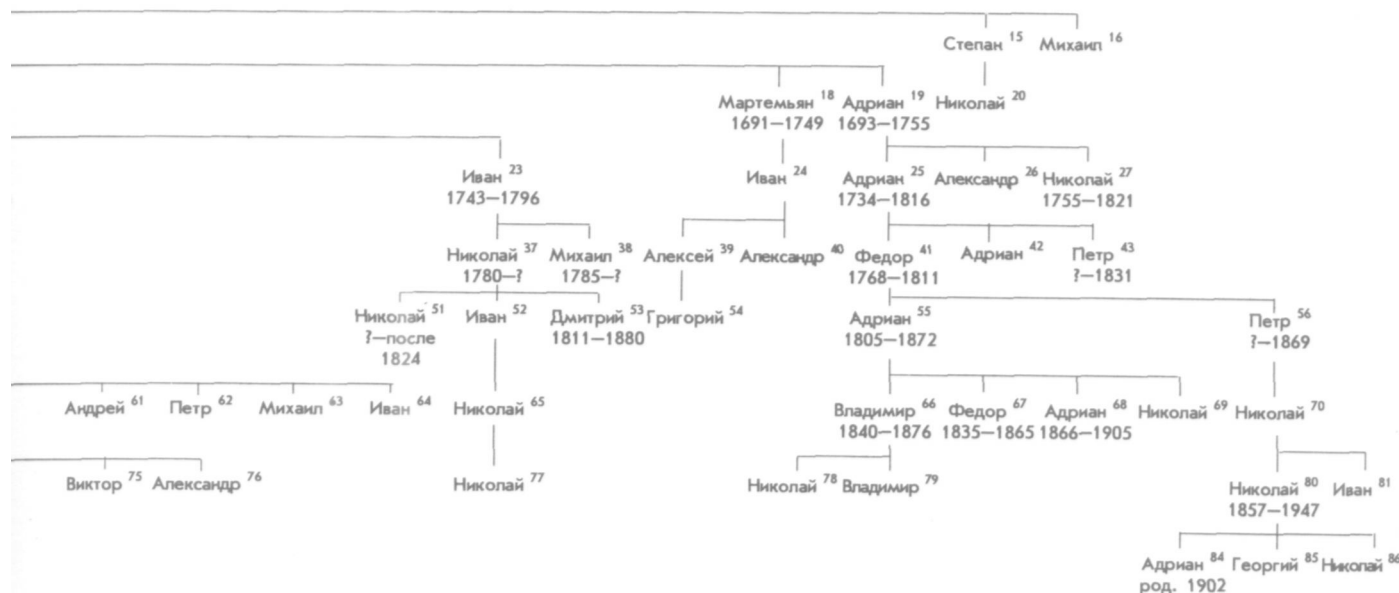 Степан 15 Михаил 16
Мартемьян 18 Адриан 19 Николай 20
1691—1749 1693—1755
Иван 23 Иван 24 Адриан 25 Александр 26 Николай 27
1743—1796 1734—1816 1755—1821
Николай 37 Михаил 38 Алексей 39 Александр 40 Федор 41 Адриан 42 Петр 43
1780—? 1785—? 1768—1811 ?—1831
Николай 51 Иван 52 Дмитрий 53 Григорий 54 Адриан 55 Петр 56
?—после 1811—1880 1805—1872 ?—1869
1824
Андрей 61 Петр 62 Михаил 63 Иван 64 Николай 65 Владимир 66 Федор 67 Адриан 68 Николай 69 Николай 70
1840—1876 1835—1865 1866—1905
Виктор 75 Александр 76 Николай 77 Николай 78 Владимир 79 Николай 80 Иван 81
1857—1947
Адриан 84 Георгий 85 Николай 86
род. 1902